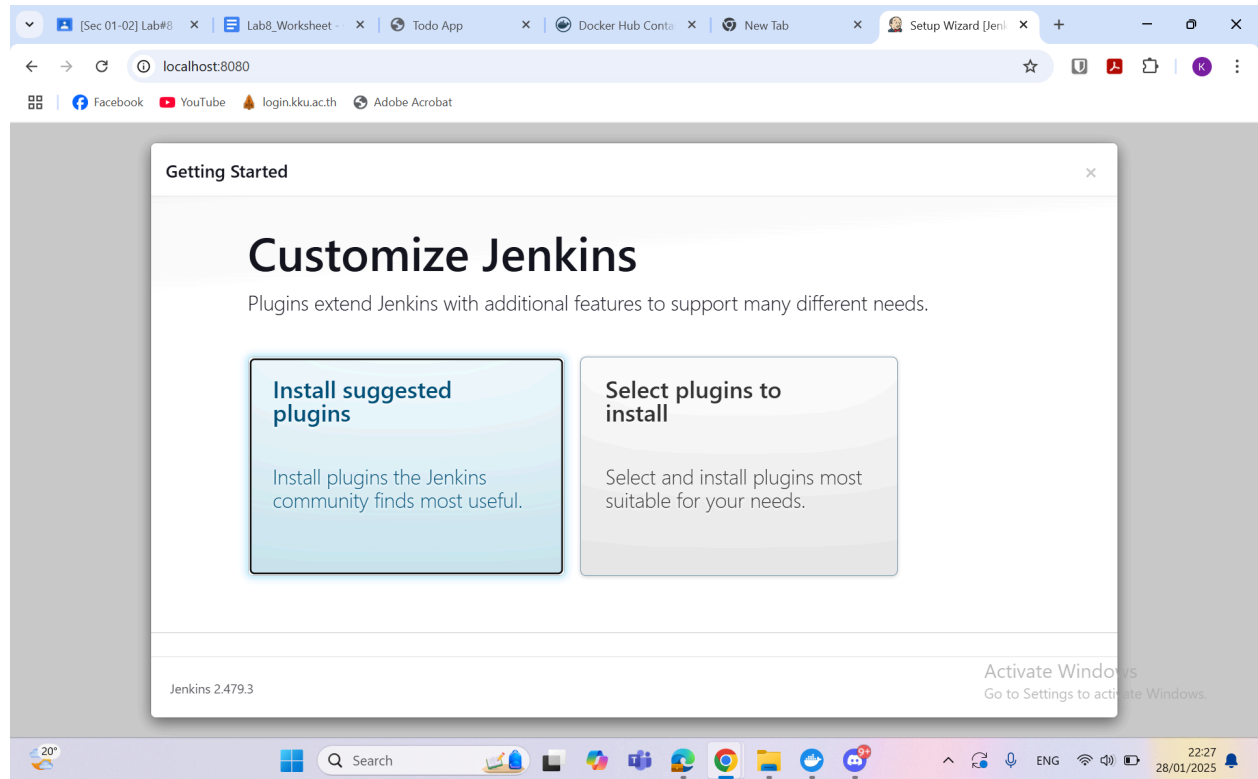 [Sec 01-02] Lab#8
Lab8_Worksheet -
Todo App
Docker Hub Conta
New Tab
Setup Wizard [Jenk
localhost:8080
K
Facebook
YouTube
login.kku.ac.th
Adobe Acrobat
Getting Started
Customize Jenkins
Plugins extend Jenkins with additional features to support many different needs.
Install suggested
plugins
Install plugins the Jenkins
community finds most useful.
Select plugins to
install
Select and install plugins most
suitable for your needs.
Jenkins 2.479.3
Activate Windows
Go to Settings to activate Windows.
20°
Search
9+
ENG
22:27
28/01/2025